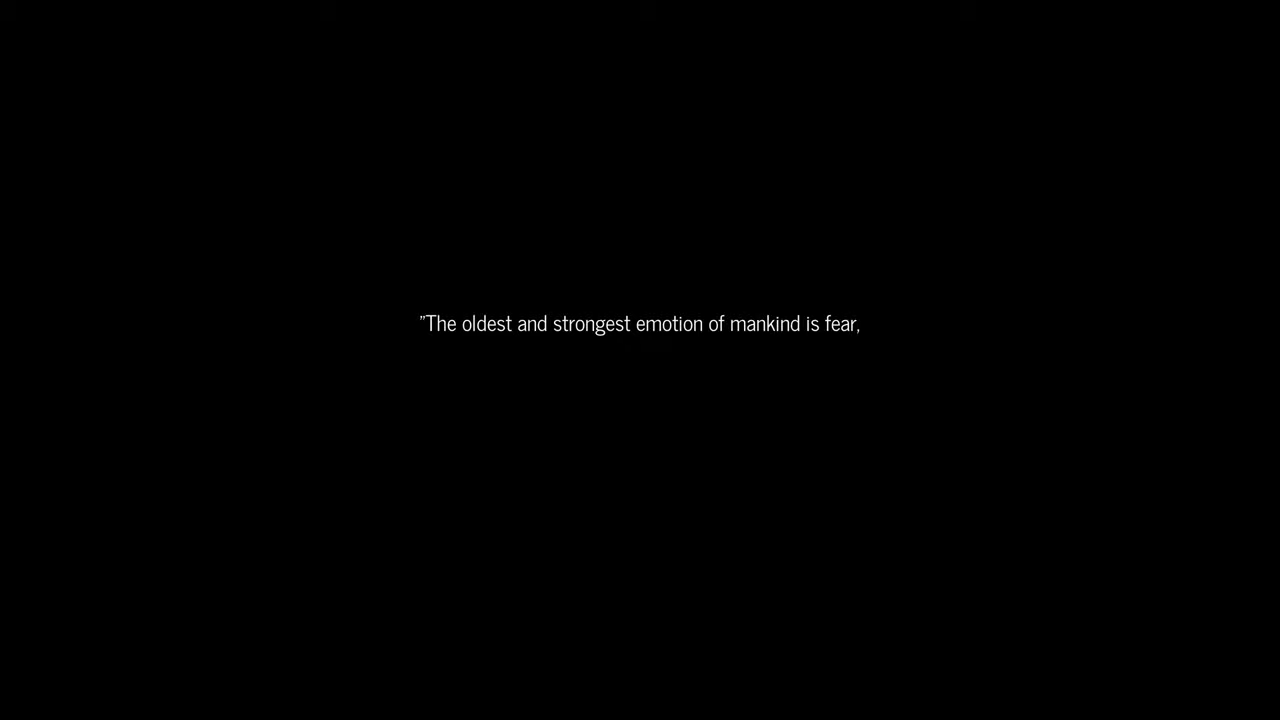 ”The oldest and strongest emotion of mankind is fear,